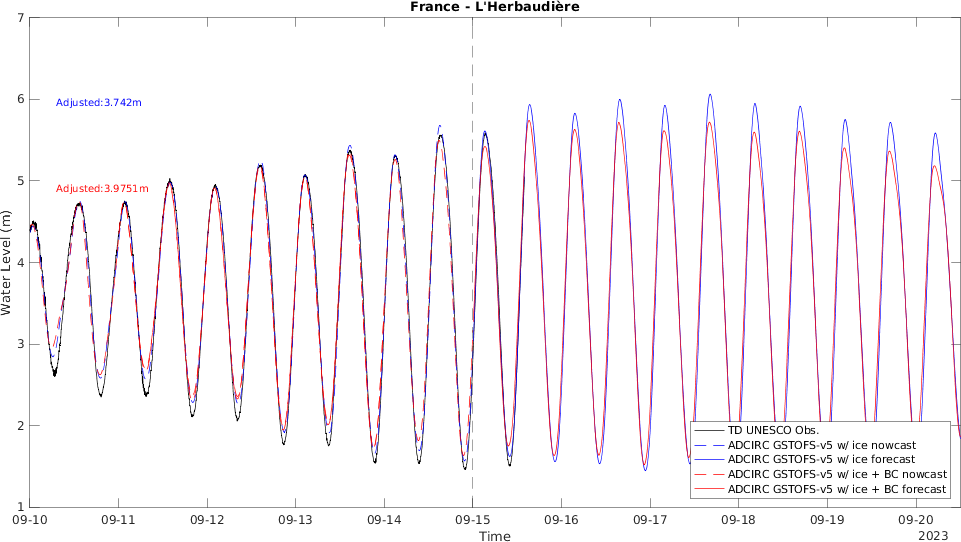 France - L'Herbaudière
7
6
5
4
3
2
1
Water Level (m)
Adjusted:3.742m
Adjusted:3.9751m
TD UNESCO Obs.
ADCIRC GSTOFS-v5 w/ ice nowcast
ADCIRC GSTOFS-v5 w/ ice forecast
ADCIRC GSTOFS-v5 w/ ice + BC nowcast
ADCIRC GSTOFS-v5 w/ ice + BC forecast
09-10 09-11 09-12 09-13 09-14 09-15 09-16 09-17 09-18 09-19 09-20
Time
2023